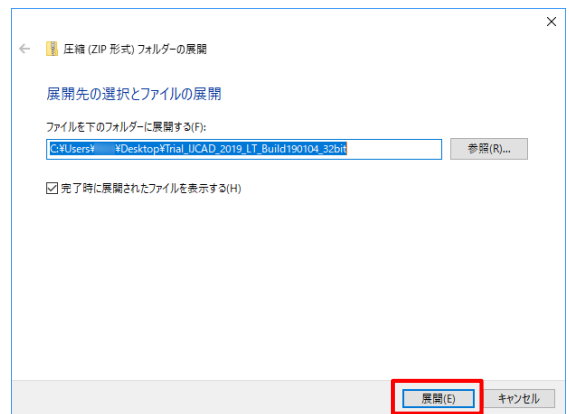 圧縮 (ZIP 形式) フォルダーの展開
展開先の選択とファイルの展開
ファイルを下のフォルダーに展開する(F):
C:¥Users¥ ¥Desktop¥Trial_IJCAD_2019_LT_Build190104_32bit
参照(R)...
完了時に展開されたファイルを表示する(H)
展開(E)
キャンセル